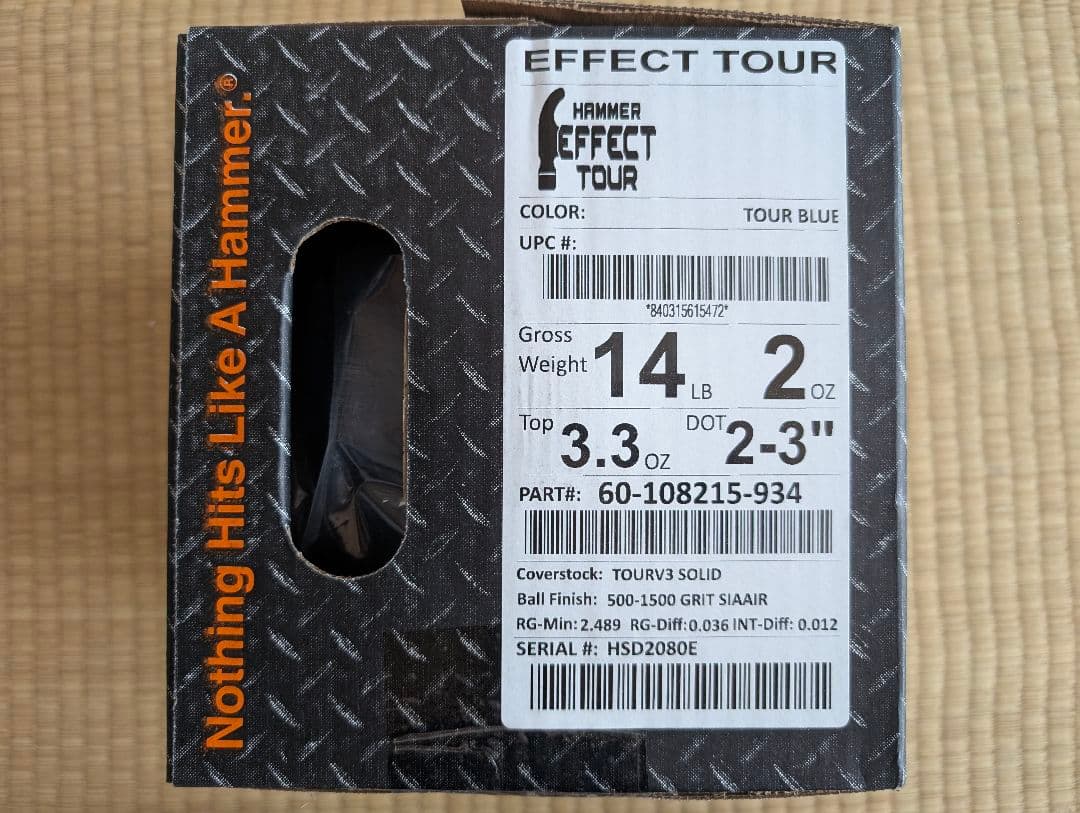 Nothing Hits Like A Hammer.®
EFFECT TOUR
HAMMER
EFFECT
TOUR
COLOR: TOUR BLUE
UPC #:
*840315615472*
Gross Weight 14 LB 2 OZ
Top 3.3 OZ DOT 2-3"
PART#: 60-108215-934
Coverstock: TOURV3 SOLID
Ball Finish: 500-1500 GRIT SIAAIR
RG-Min: 2.489 RG-Diff: 0.036 INT-Diff: 0.012
SERIAL #: HSD2080E